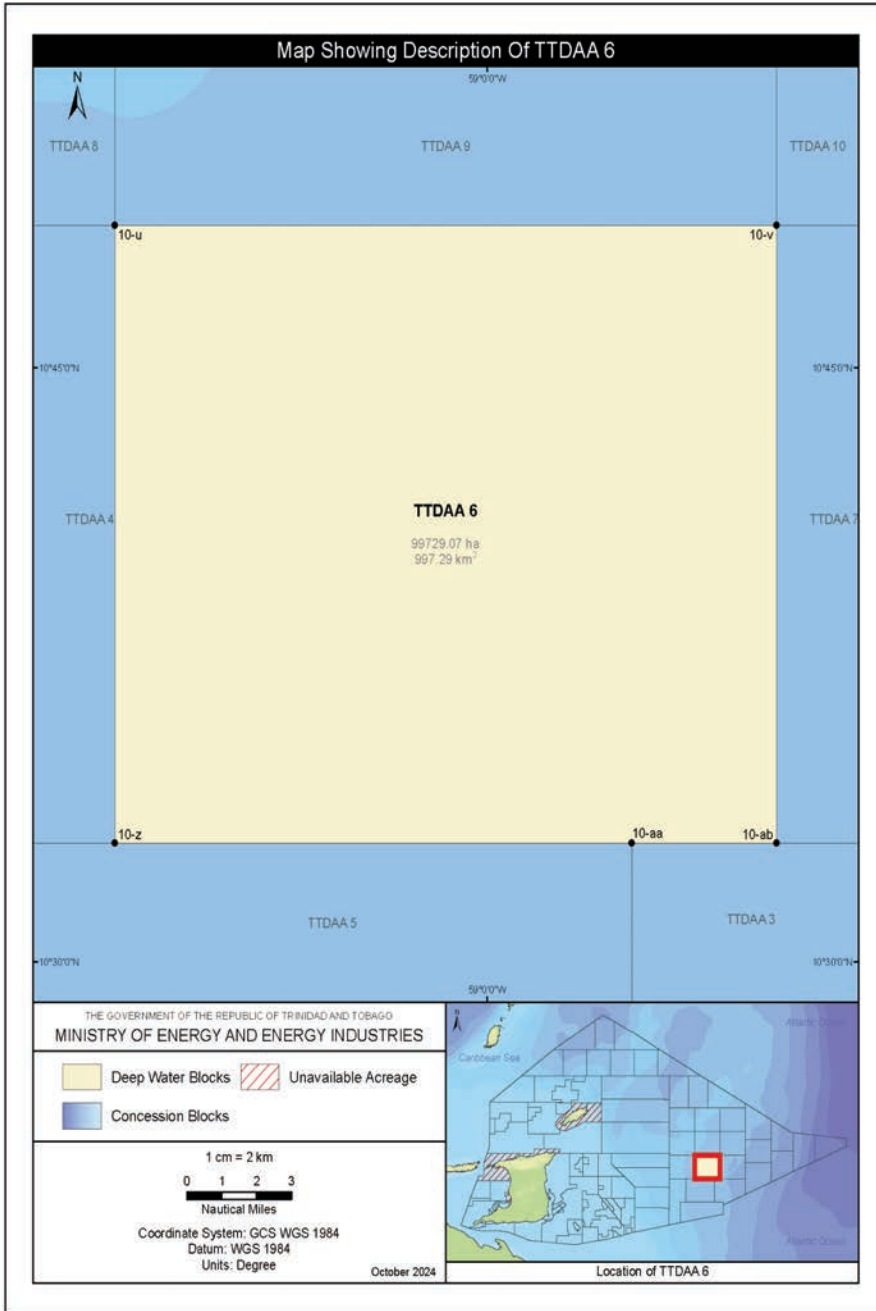 Map Showing Description Of TTDAA 6
N
59°0'0"W
TTDAA 8
TTDAA 9
TTDAA 10
10-u
10-v
10°45'0"N
10°45'0"N
TTDAA 6
TTDAA 4
TTDAA 7
99729.07 ha
997.29 km²
10-z
10-aa
10-ab
TTDAA 5
TTDAA 3
10°30'0"N
10°30'0"N
59°0'0"W
THE GOVERNMENT OF THE REPUBLIC OF TRINIDAD AND TOBAGO
MINISTRY OF ENERGY AND ENERGY INDUSTRIES
Deep Water Blocks
Unavailable Acreage
Concession Blocks
1 cm = 2 km
0 1 2 3
Nautical Miles
Coordinate System: GCS WGS 1984
Datum: WGS 1984
Units: Degree
October 2024
N
Atlantic Ocean
Caribbean Sea
Atlantic Ocean
Location of TTDAA 6